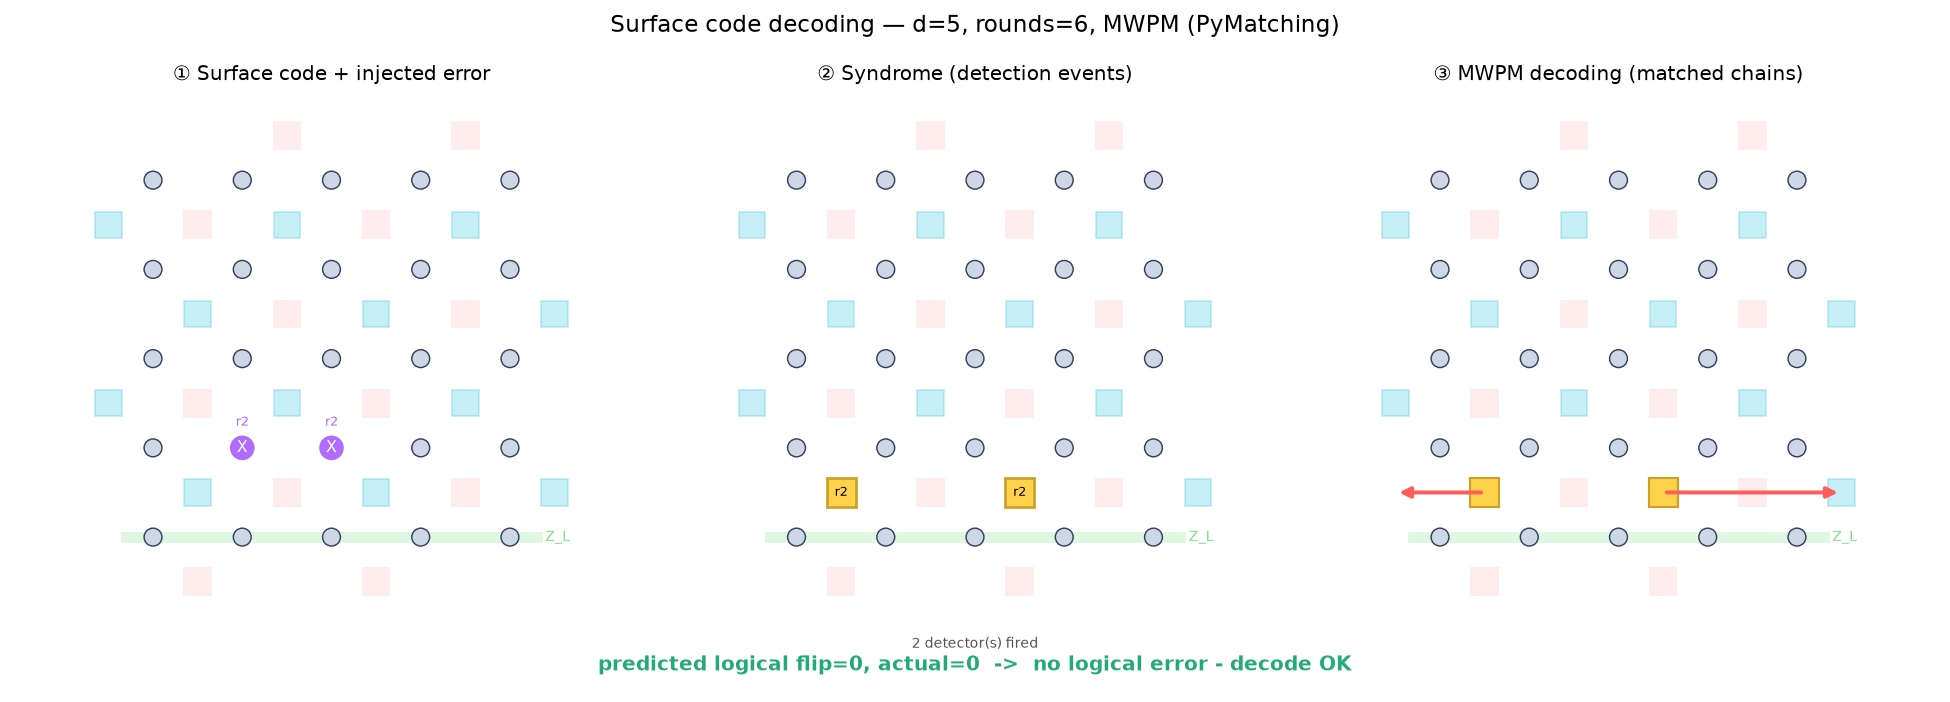 Surface code decoding — d=5, rounds=6, MWPM (PyMatching)
① Surface code + injected error
② Syndrome (detection events)
③ MWPM decoding (matched chains)
r2 r2
X X
r2 r2
Z_L
Z_L
Z_L
2 detector(s) fired
predicted logical flip=0, actual=0 -> no logical error - decode OK